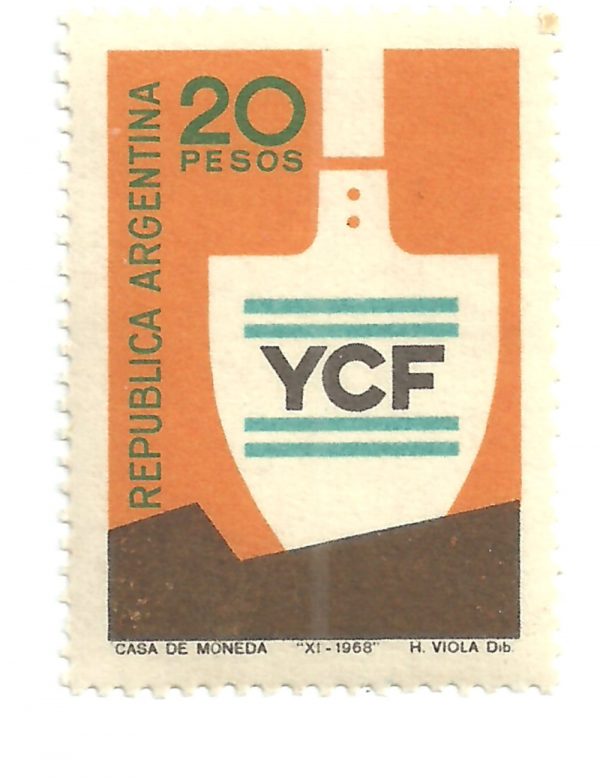 20
PESOS
REPUBLICA ARGENTINA
YCF
CASA DE MONEDA "XI-1968" H. VIOLA Dib.